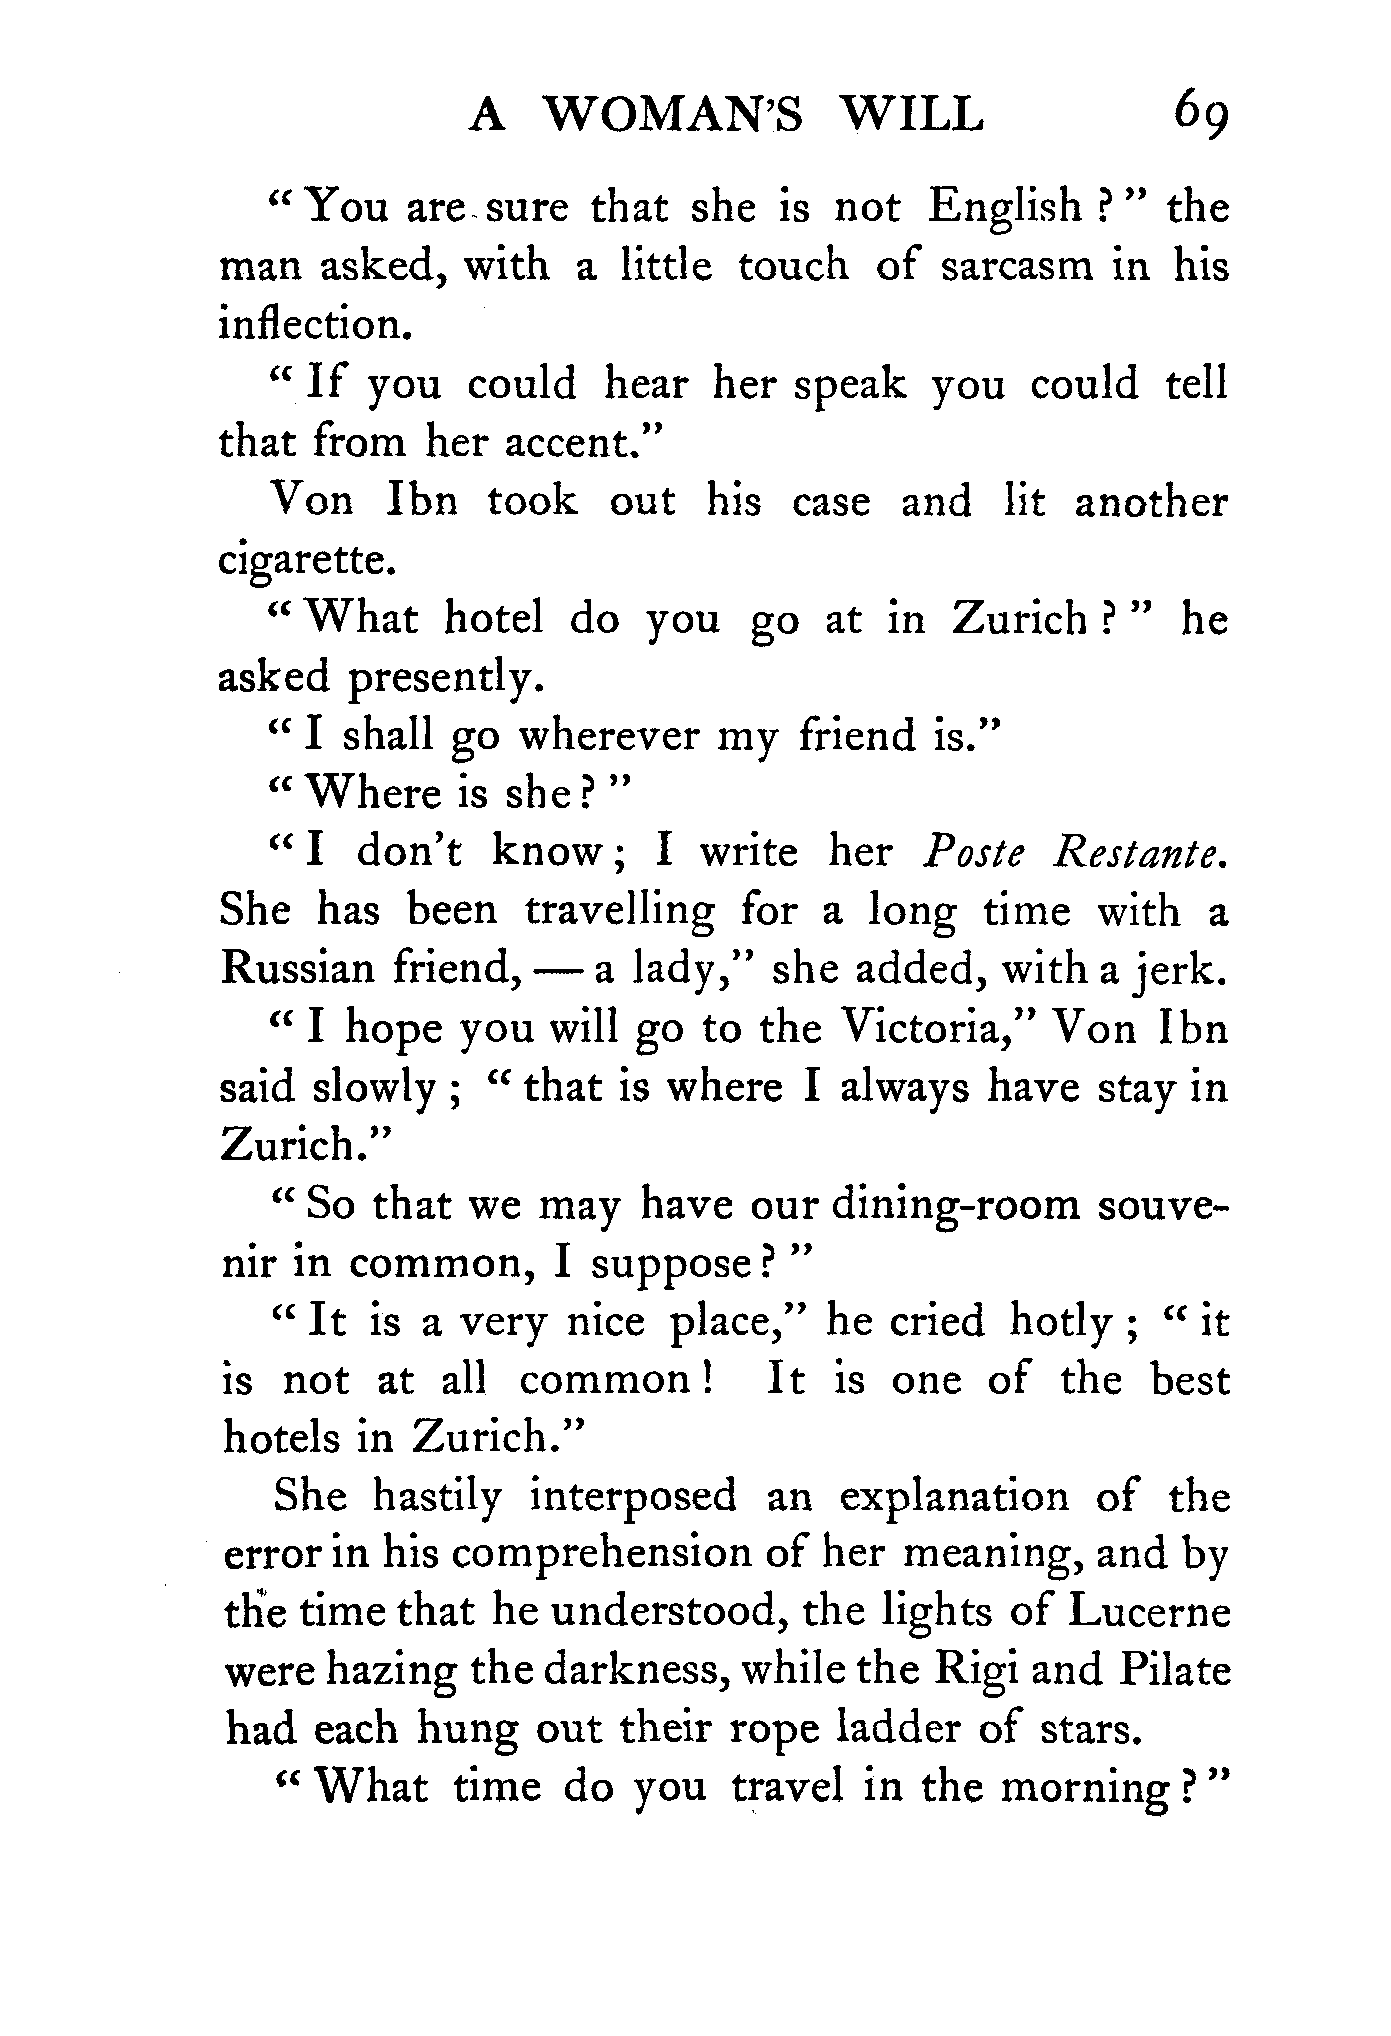 A WOMAN'S WILL 69
“ You are sure that she is not English ? ” the
man asked, with a little touch of sarcasm in his
inflection.
“ If you could hear her speak you could tell
that from her accent.”
Von Ibn took out his case and lit another
cigarette.
“ What hotel do you go at in Zurich ? ” he
asked presently.
“ I shall go wherever my friend is.”
“ Where is she ? ”
“ I don't know ; I write her Poste Restante.
She has been travelling for a long time with a
Russian friend, — a lady,” she added, with a jerk.
“ I hope you will go to the Victoria,” Von Ibn
said slowly ; “ that is where I always have stay in
Zurich.”
“ So that we may have our dining-room souve-
nir in common, I suppose ? ”
“ It is a very nice place,” he cried hotly ; “ it
is not at all common ! It is one of the best
hotels in Zurich.”
She hastily interposed an explanation of the
error in his comprehension of her meaning, and by
the time that he understood, the lights of Lucerne
were hazing the darkness, while the Rigi and Pilate
had each hung out their rope ladder of stars.
“ What time do you travel in the morning ? ”